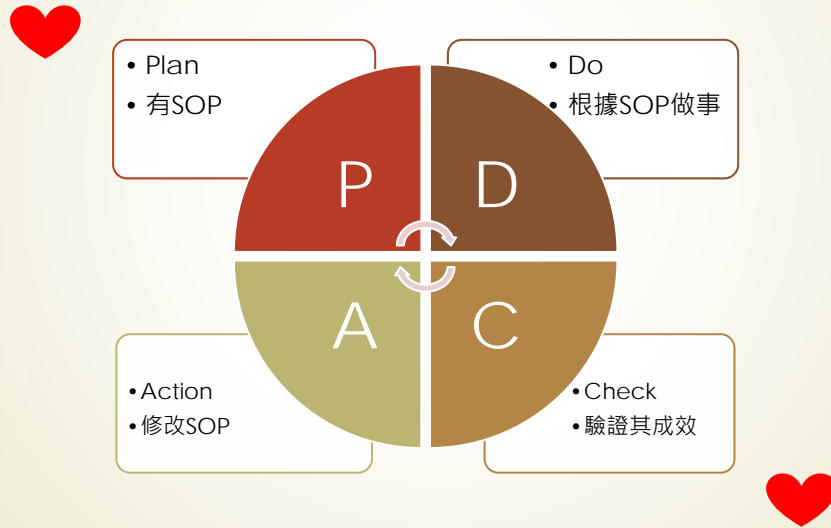 • Plan
• 有SOP
• Do
• 根據SOP做事
P
D
A
C
• Action
• 修改SOP
• Check
• 驗證其成效